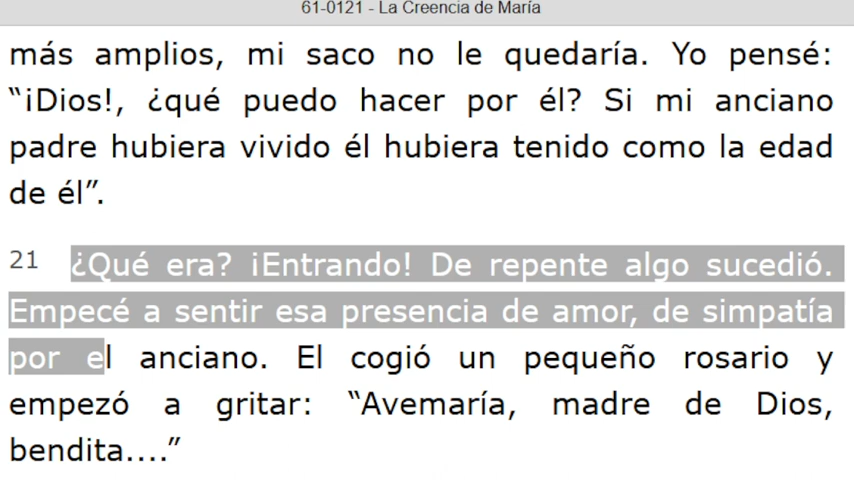 61-0121 - La Creencia de María
más amplios, mi saco no le quedaría. Yo pensé:
“¡Dios!, ¿qué puedo hacer por él? Si mi anciano
padre hubiera vivido él hubiera tenido como la edad
de él”.
21 ¿Qué era? ¡Entrando! De repente algo sucedió.
Empecé a sentir esa presencia de amor, de simpatía
por el anciano. El cogió un pequeño rosario y
empezó a gritar: “Avemaría, madre de Dios,
bendita....”